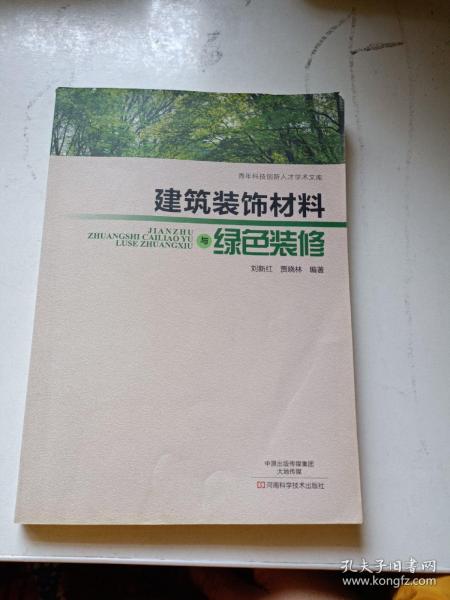 青年科技创新人才学术文库
建筑装饰材料
JIANZHU
ZHUANGSHI CAILIAO YU
LUSE ZHUANGXIU
与
绿色装修
刘新红 贾晓林 编著
中原出版传媒集团
大地传媒
河南科学技术出版社
孔夫子旧书网
www.kongfz.com